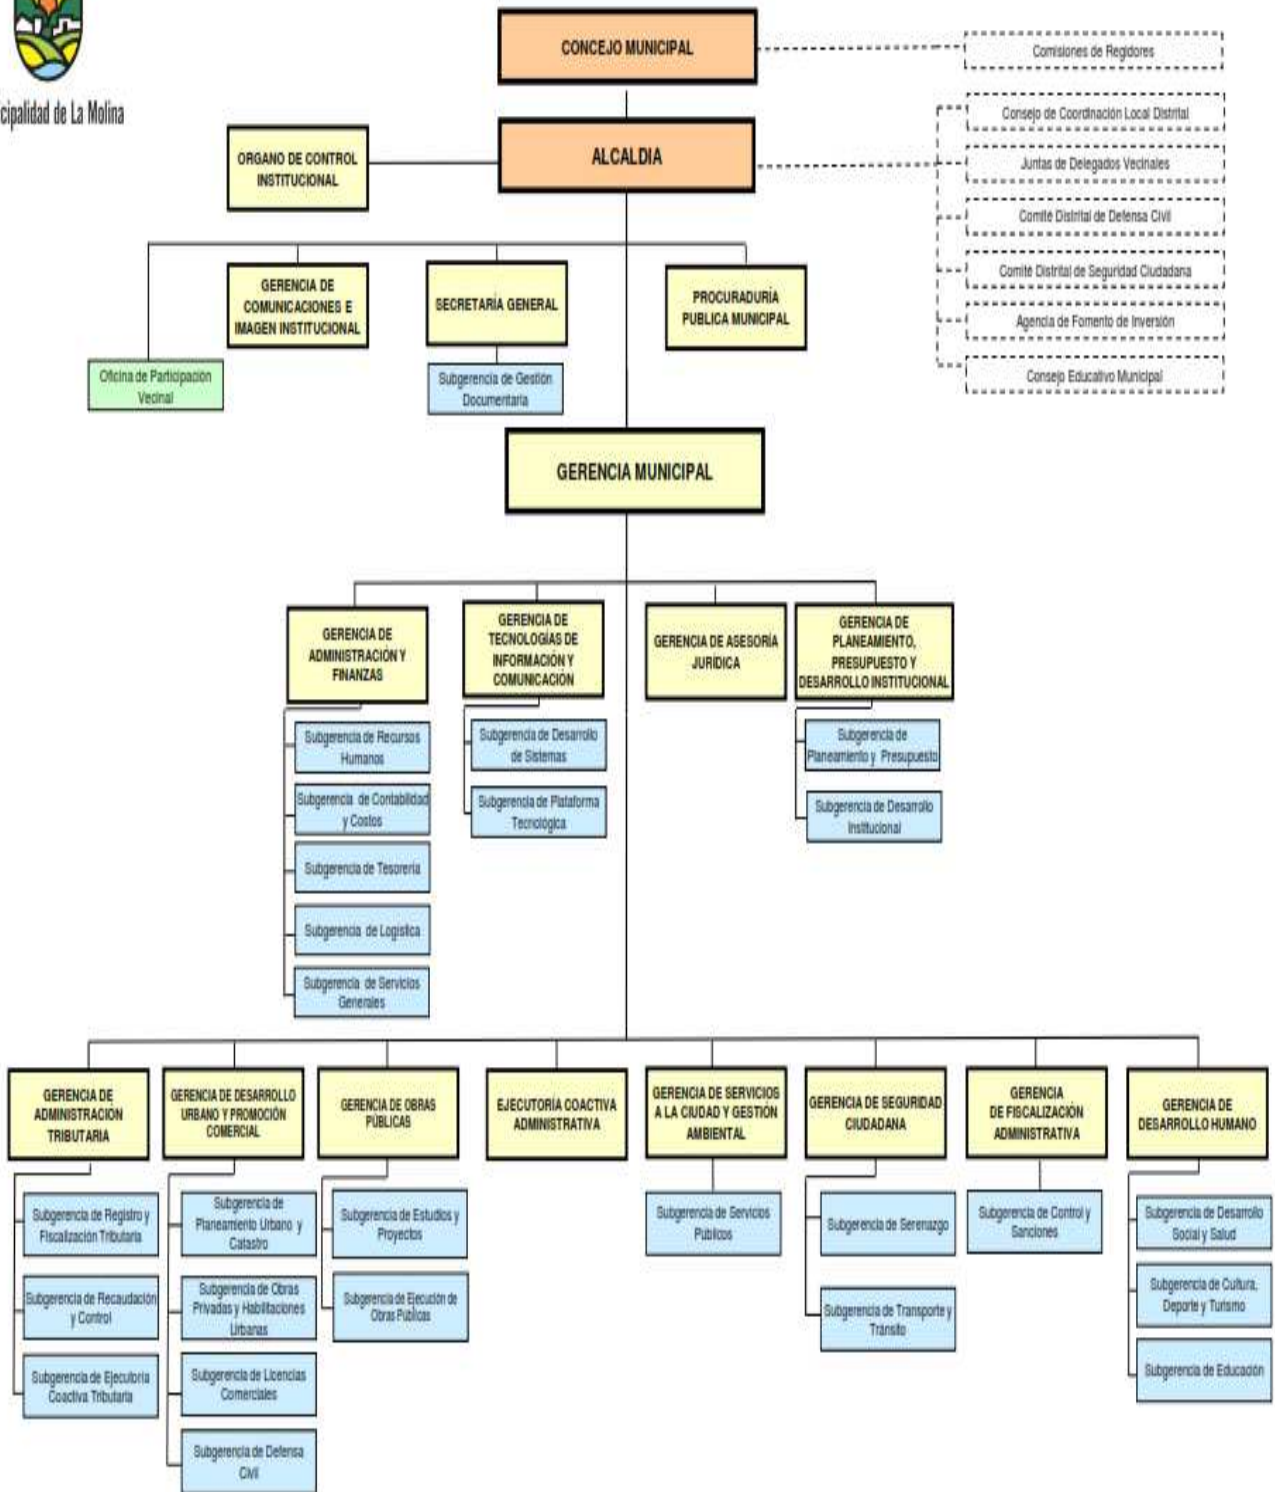 CONCEJO MUNICIPAL
Comisiones de Regidores
cipalidad de La Molina
ORGANO DE CONTROL
INSTITUCIONAL
ALCALDIA
Consejo de Coordinación Local Distrital
Juntas de Delegados Vecinales
Comité Distrital de Defensa Civil
Comité Distrital de Seguridad Ciudadana
Agencia de Fomento de Inversión
Consejo Educativo Municipal
GERENCIA DE
COMUNICACIONES E
IMAGEN INSTITUCIONAL
SECRETARÍA GENERAL
PROCURADURÍA
PUBLICA MUNICIPAL
Oficina de Participación
Vecinal
Subgerencia de Gestión
Documentaria
GERENCIA MUNICIPAL
GERENCIA DE
ADMINISTRACIÓN Y
FINANZAS
GERENCIA DE
TECNOLOGÍAS DE
INFORMACIÓN Y
COMUNICACIÓN
GERENCIA DE ASESORÍA
JURÍDICA
GERENCIA DE
PLANEAMIENTO,
PRESUPUESTO Y
DESARROLLO INSTITUCIONAL
Subgerencia de Recursos
Humanos
Subgerencia de Contabilidad
y Costos
Subgerencia de Tesorería
Subgerencia de Logística
Subgerencia de Servicios
Generales
Subgerencia de Desarrollo
de Sistemas
Subgerencia de Plataforma
Tecnológica
Subgerencia de
Planeamiento y Presupuesto
Subgerencia de Desarrollo
Institucional
GERENCIA DE
ADMINISTRACIÓN
TRIBUTARIA
GERENCIA DE DESARROLLO
URBANO Y PROMOCIÓN
COMERCIAL
GERENCIA DE OBRAS
PÚBLICAS
EJECUTORÍA COACTIVA
ADMINISTRATIVA
GERENCIA DE SERVICIOS
A LA CIUDAD Y GESTIÓN
AMBIENTAL
GERENCIA DE SEGURIDAD
CIUDADANA
GERENCIA
DE FISCALIZACIÓN
ADMINISTRATIVA
GERENCIA DE
DESARROLLO HUMANO
Subgerencia de Registro y
Fiscalización Tributaria
Subgerencia de Recaudación
y Control
Subgerencia de Ejecutoria
Coactiva Tributaria
Subgerencia de
Planeamiento Urbano y
Catastro
Subgerencia de Obras
Privadas y Habilitaciones
Urbanas
Subgerencia de Licencias
Comerciales
Subgerencia de Defensa
Civil
Subgerencia de Estudios y
Proyectos
Subgerencia de Ejecución de
Obras Públicas
Subgerencia de Servicios
Públicos
Subgerencia de Serenazgo
Subgerencia de Transporte y
Tránsito
Subgerencia de Control y
Sanciones
Subgerencia de Desarrollo
Social y Salud
Subgerencia de Cultura,
Deporte y Turismo
Subgerencia de Educación